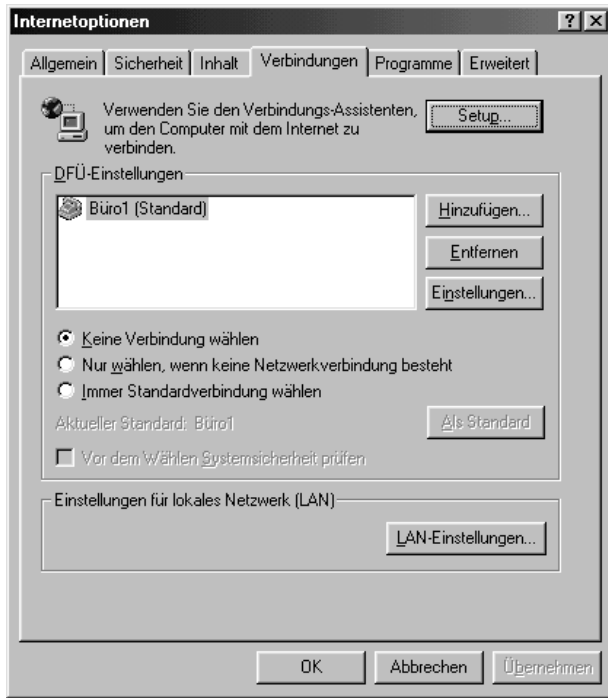 Internetoptionen
Allgemein Sicherheit Inhalt Verbindungen Programme Erweitert
Verwenden Sie den Verbindungs-Assistenten,
um den Computer mit dem Internet zu
verbinden.
Setup...
DFÜ-Einstellungen
Büro1 (Standard)
Hinzufügen...
Entfernen
Einstellungen...
Keine Verbindung wählen
Nur wählen, wenn keine Netzwerkverbindung besteht
Immer Standardverbindung wählen
Aktueller Standard: Büro1
Als Standard
Vor dem Wählen Systemsicherheit prüfen
Einstellungen für lokales Netzwerk (LAN)
LAN-Einstellungen...
OK Abbrechen Übernehmen